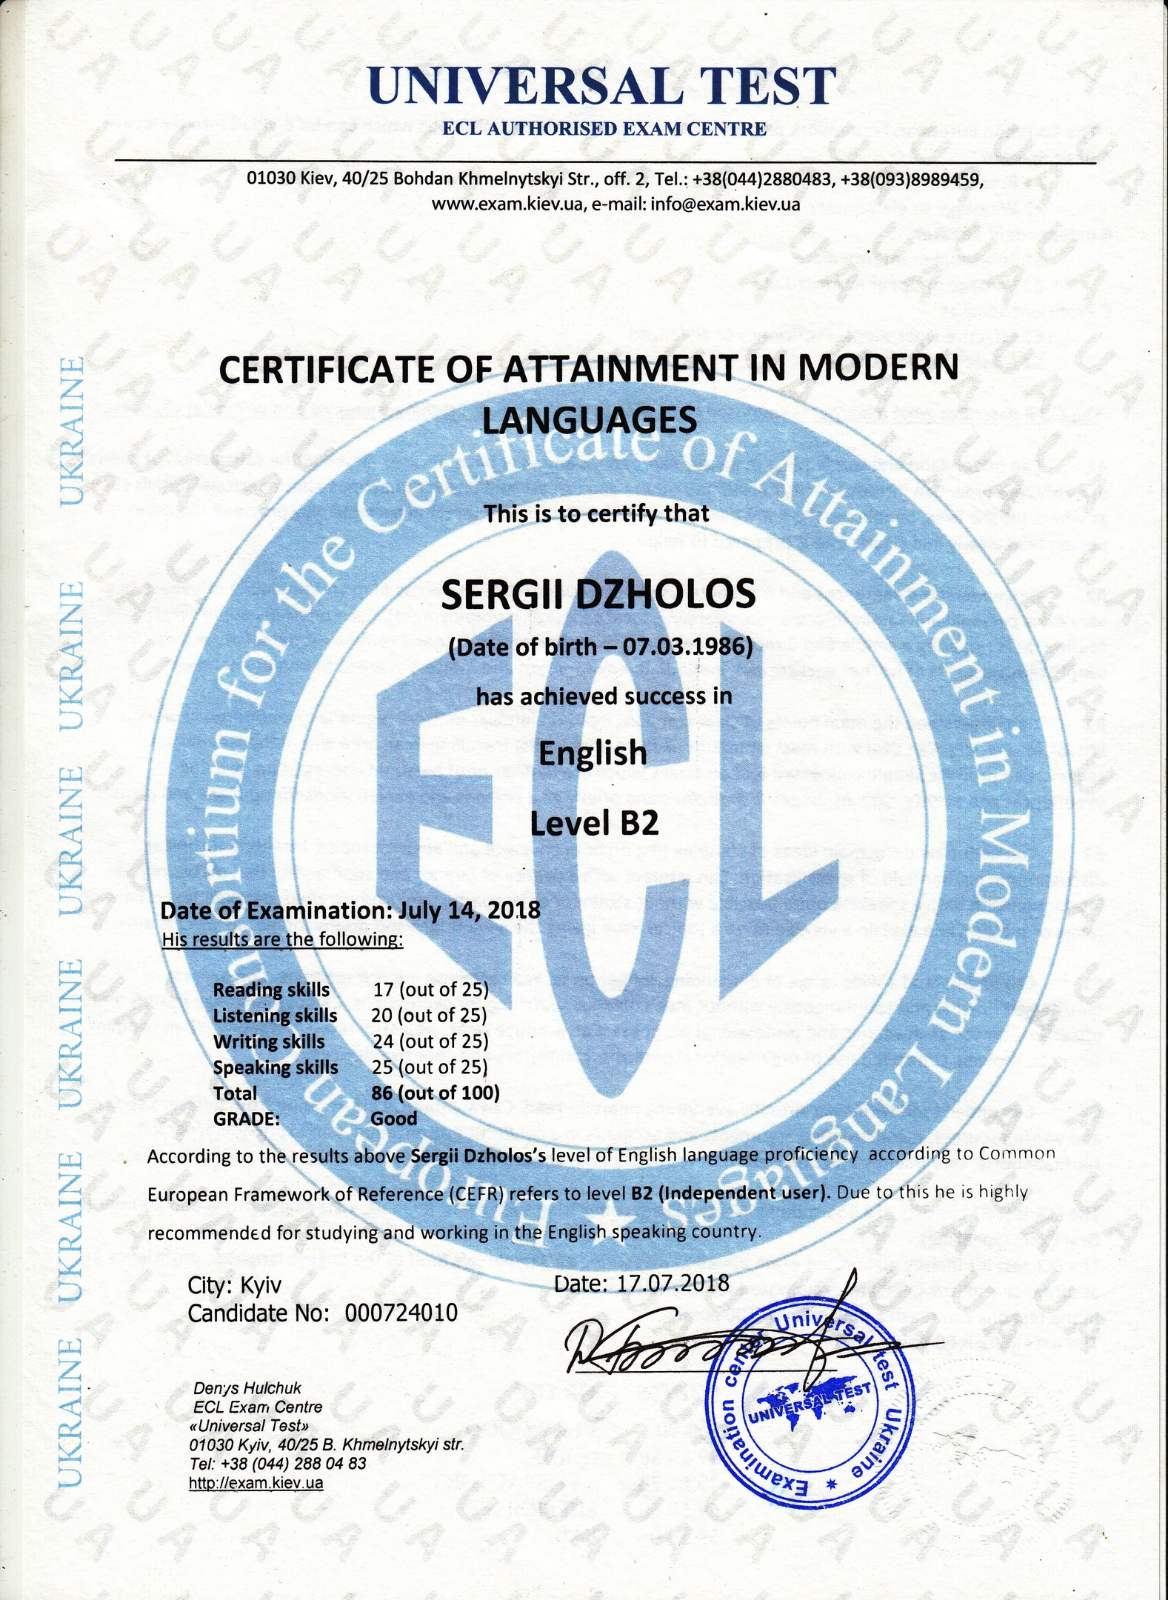 UNIVERSAL TEST
ECL AUTHORISED EXAM CENTRE
01030 Kiev, 40/25 Bohdan Khmelnytskyi Str., off. 2, Tel.: +38(044)2880483, +38(093)8989459,
www.exam.kiev.ua, e-mail: info@exam.kiev.ua
CERTIFICATE OF ATTAINMENT IN MODERN
LANGUAGES
This is to certify that
SERGII DZHOLOS
(Date of birth – 07.03.1986)
has achieved success in
English
Level B2
Date of Examination: July 14, 2018
His results are the following:
Reading skills 17 (out of 25)
Listening skills 20 (out of 25)
Writing skills 24 (out of 25)
Speaking skills 25 (out of 25)
Total 86 (out of 100)
GRADE: Good
According to the results above Sergii Dzholos's level of English language proficiency according to Common
European Framework of Reference (CEFR) refers to level B2 (Independent user). Due to this he is highly
recommended for studying and working in the English speaking country.
City: Kyiv Date: 17.07.2018
Candidate No: 000724010
Denys Hulchuk
ECL Exam Centre
«Universal Test»
01030 Kyiv, 40/25 B. Khmelnytskyi str.
Tel: +38 (044) 288 04 83
http://exam.kiev.ua
Examination center Universal test Ukraine
UNIVERSAL TEST
European Consortium for the Certificate of Attainment in Modern Languages
ECL
UKRAINE UKRAINE UKRAINE UKRAINE UKRAINE UKRAINE